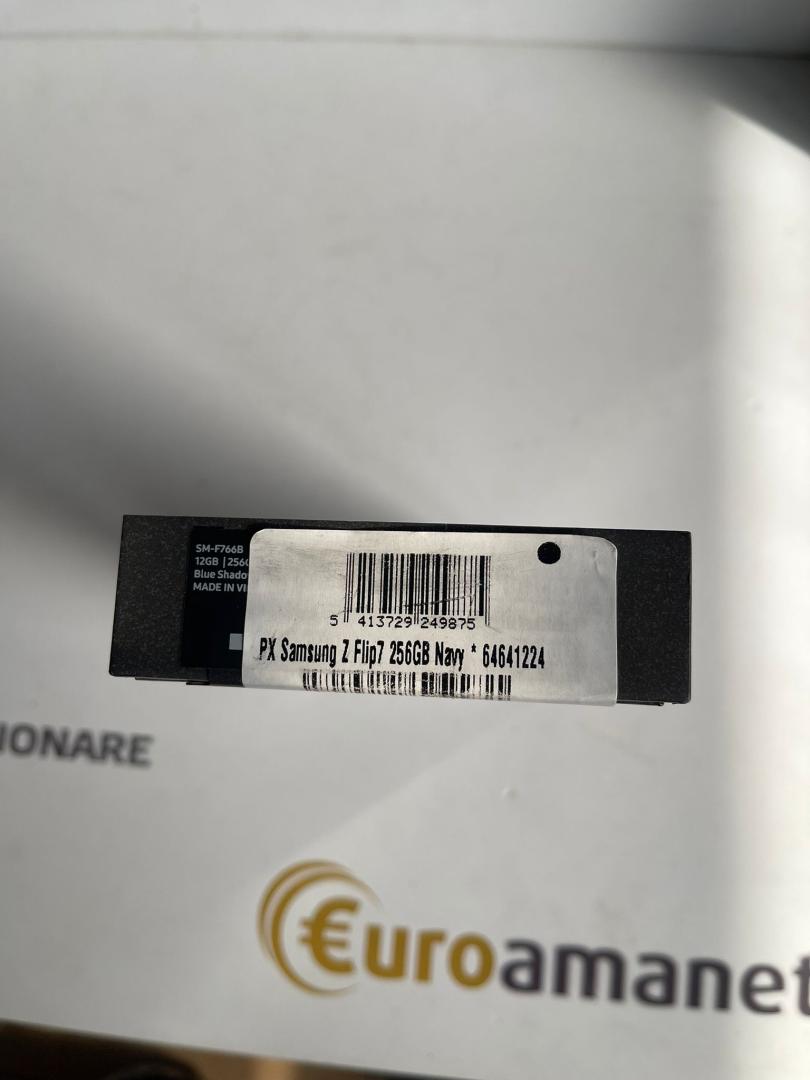 SM-F766B
12GB | 256G
Blue Shado
MADE IN VI
5 413729 249875
PX Samsung Z Flip7 256GB Navy * 64641224
IONARE
€uroamanet